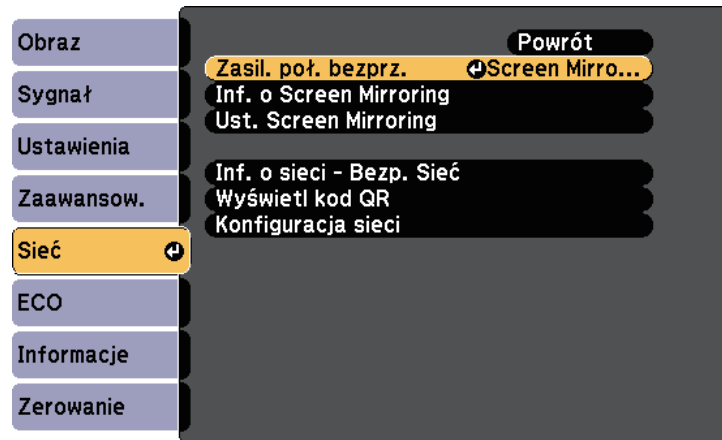 Obraz
Sygnał
Ustawienia
Zaawansow.
Sieć
ECO
Informacje
Zerowanie
Powrót
Zasil. poł. bezprz. Screen Mirro...
Inf. o Screen Mirroring
Ust. Screen Mirroring
Inf. o sieci - Bezp. Sieć
Wyświetl kod QR
Konfiguracja sieci